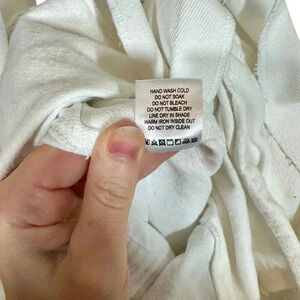 HAND WASH COLD
DO NOT SOAK
DO NOT BLEACH
DO NOT TUMBLE DRY
LINE DRY IN SHADE
WARM IRON INSIDE OUT
DO NOT DRY CLEAN